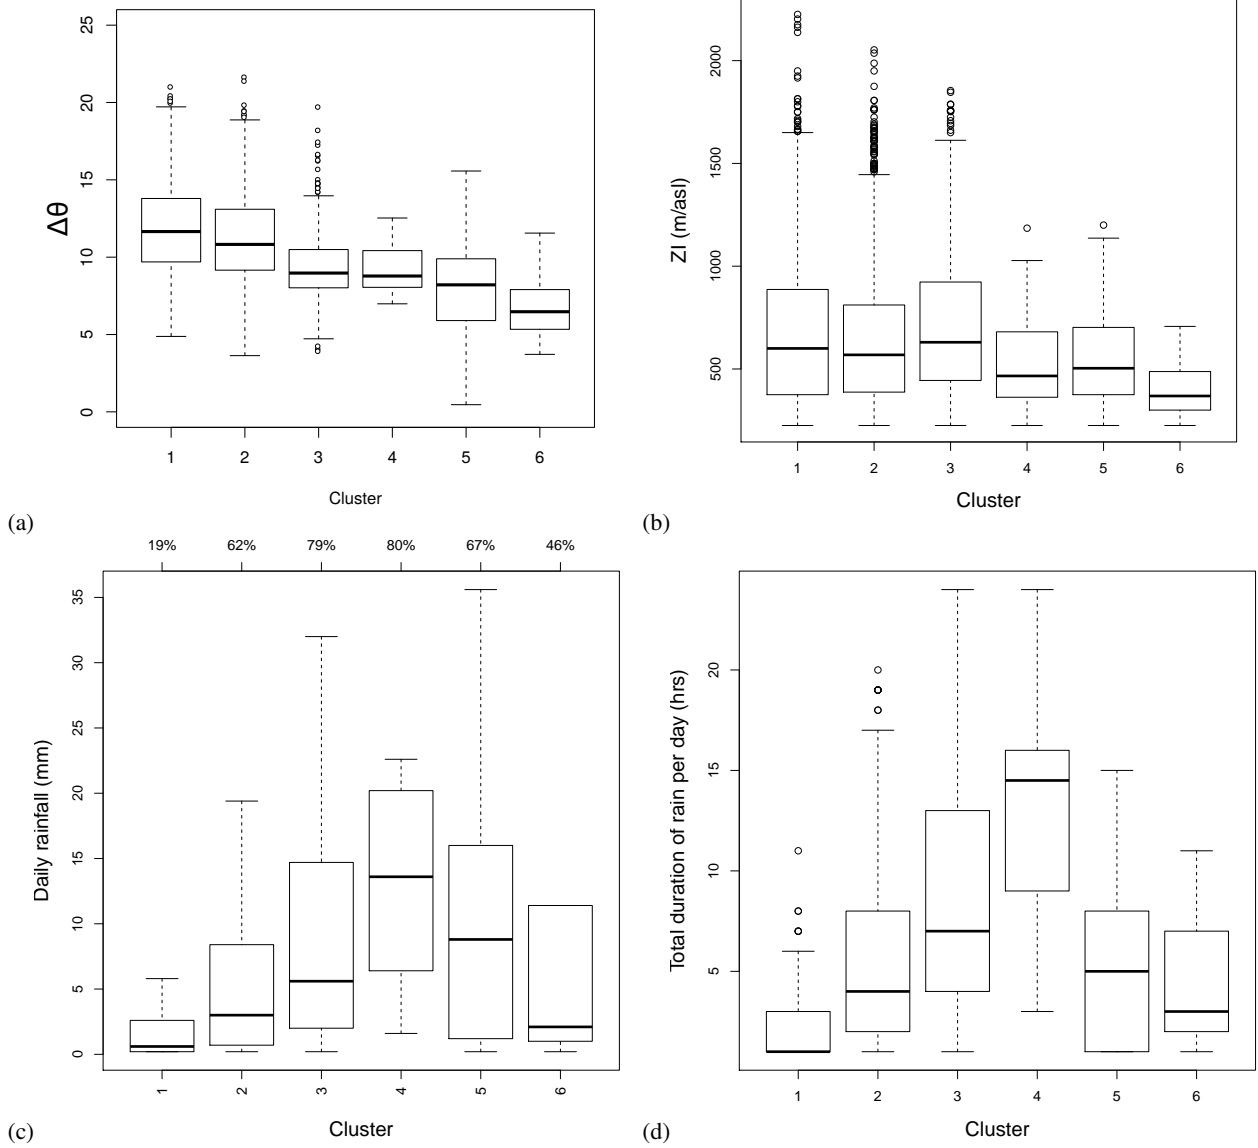 25
20
15
10
5
0
Δθ
1 2 3 4 5 6
Cluster
(a)
2000
1500
1000
500
ZI (m/asl)
1 2 3 4 5 6
Cluster
(b)
19% 62% 79% 80% 67% 46%
35
30
25
20
15
10
5
0
Daily rainfall (mm)
1 2 3 4 5 6
Cluster
(c)
20
15
10
5
Total duration of rain per day (hrs)
1 2 3 4 5 6
Cluster
(d)